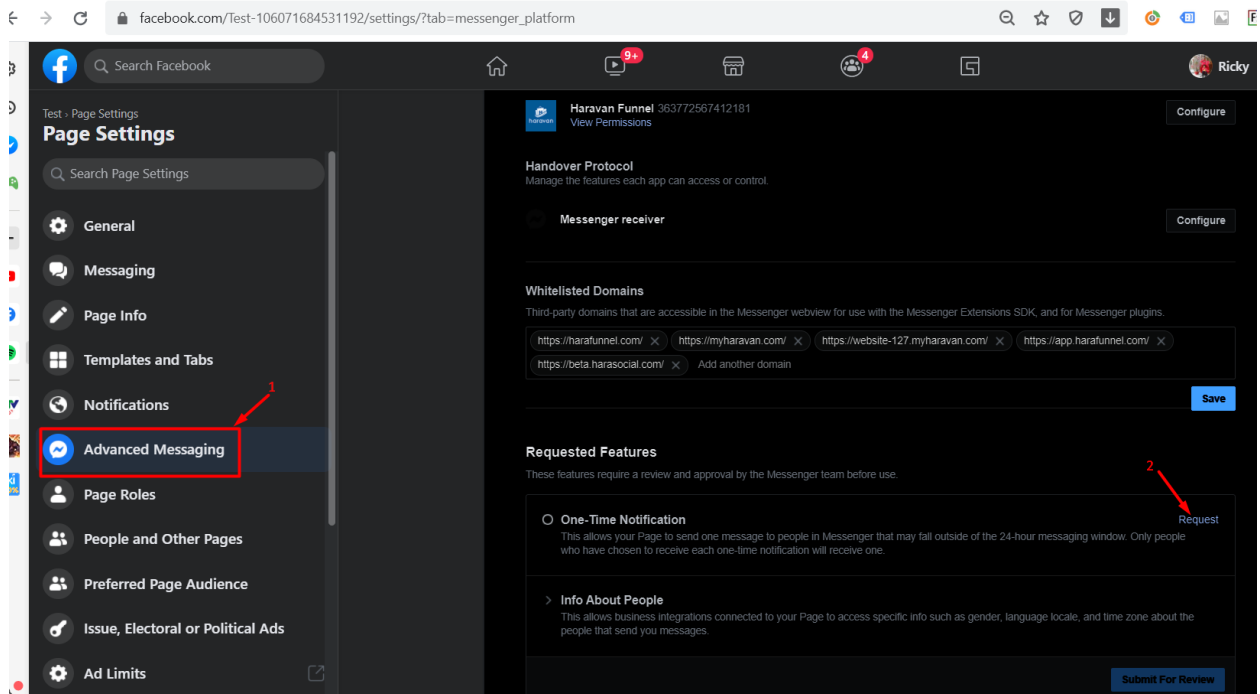 facebook.com/Test-106071684531192/settings/?tab=messenger_platform
Search Facebook
9+
4
Ricky
Test › Page Settings
Page Settings
Search Page Settings
General
Messaging
Page Info
Templates and Tabs
Notifications
1
Advanced Messaging
Page Roles
People and Other Pages
Preferred Page Audience
Issue, Electoral or Political Ads
Ad Limits
haravan
Haravan Funnel 363772567412181
Configure
View Permissions
Handover Protocol
Manage the features each app can access or control.
Messenger receiver
Configure
Whitelisted Domains
Third-party domains that are accessible in the Messenger webview for use with the Messenger Extensions SDK, and for Messenger plugins.
https://harafunnel.com/ https://myharavan.com/ https://website-127.myharavan.com/ https://app.harafunnel.com/
https://beta.harasocial.com/ Add another domain
Save
Requested Features
2
These features require a review and approval by the Messenger team before use.
One-Time Notification
Request
This allows your Page to send one message to people in Messenger that may fall outside of the 24-hour messaging window. Only people
who have chosen to receive each one-time notification will receive one.
Info About People
This allows business integrations connected to your Page to access specific info such as gender, language locale, and time zone about the
people that send you messages.
Submit For Review